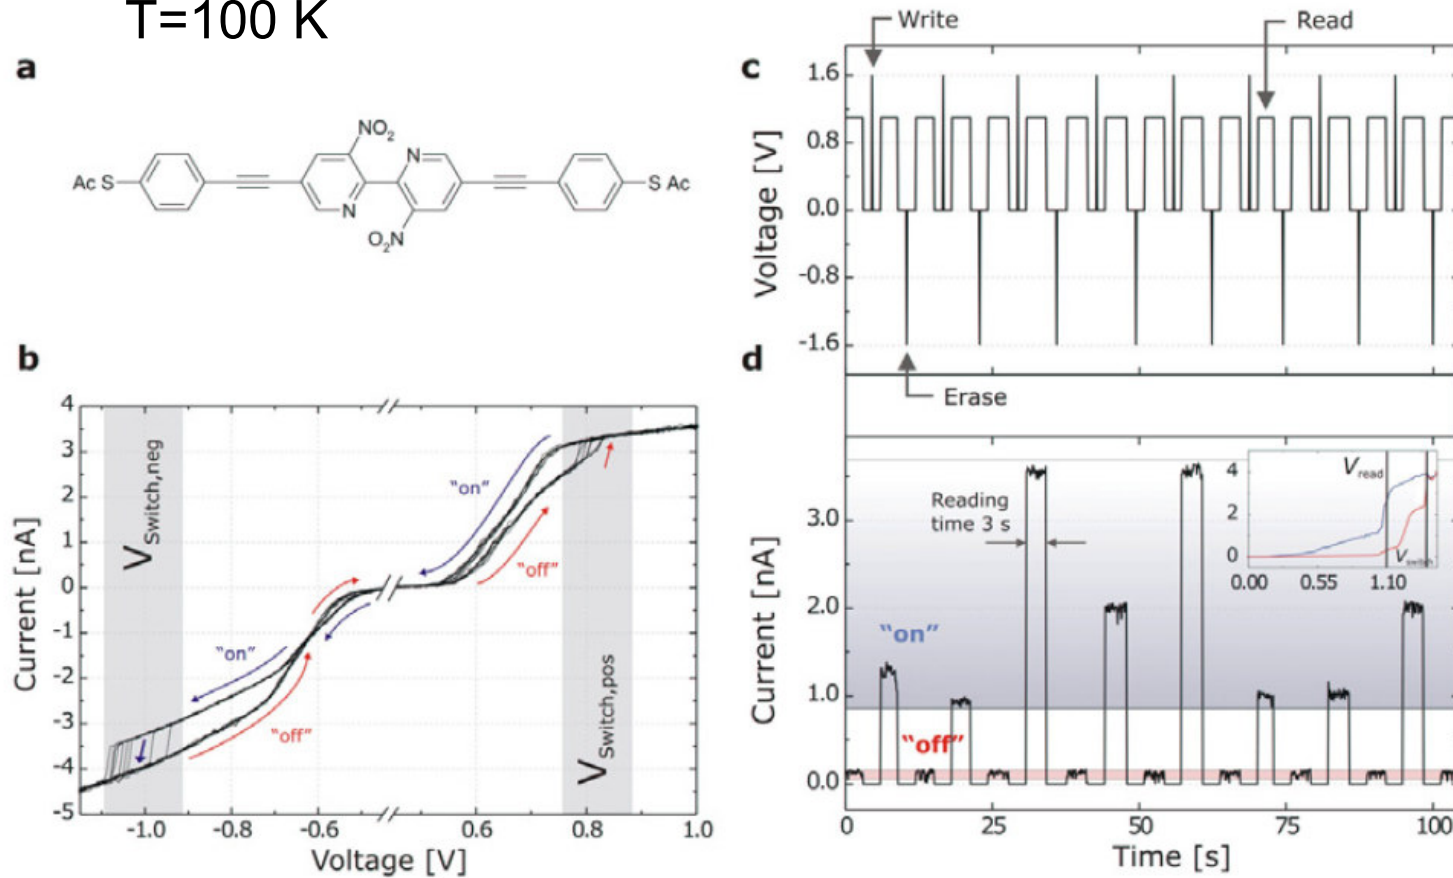 T=100 K
a
NO2
N
Ac S
S Ac
N
O2N
b
4
3
2
1
0
-1
-2
-3
-4
-5
Current [nA]
VSwitch,neg
"on"
"off"
"on"
"off"
VSwitch,pos
-1.0 -0.8 -0.6 0.6 0.8 1.0
Voltage [V]
c
Write
Read
1.6
0.8
0.0
-0.8
-1.6
Voltage [V]
Erase
d
3.0
2.0
1.0
0.0
Current [nA]
Reading
time 3 s
"on"
"off"
4
2
0
Vread
Vswitch
0.00 0.55 1.10
0 25 50 75 100
Time [s]